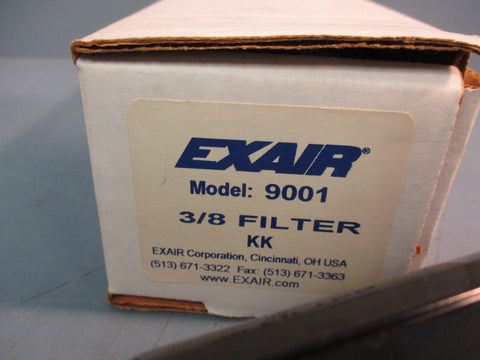 EXAIR®
Model: 9001
3/8 FILTER
KK
EXAIR Corporation, Cincinnati, OH USA
(513) 671-3322 Fax: (513) 671-3363
www.EXAIR.com